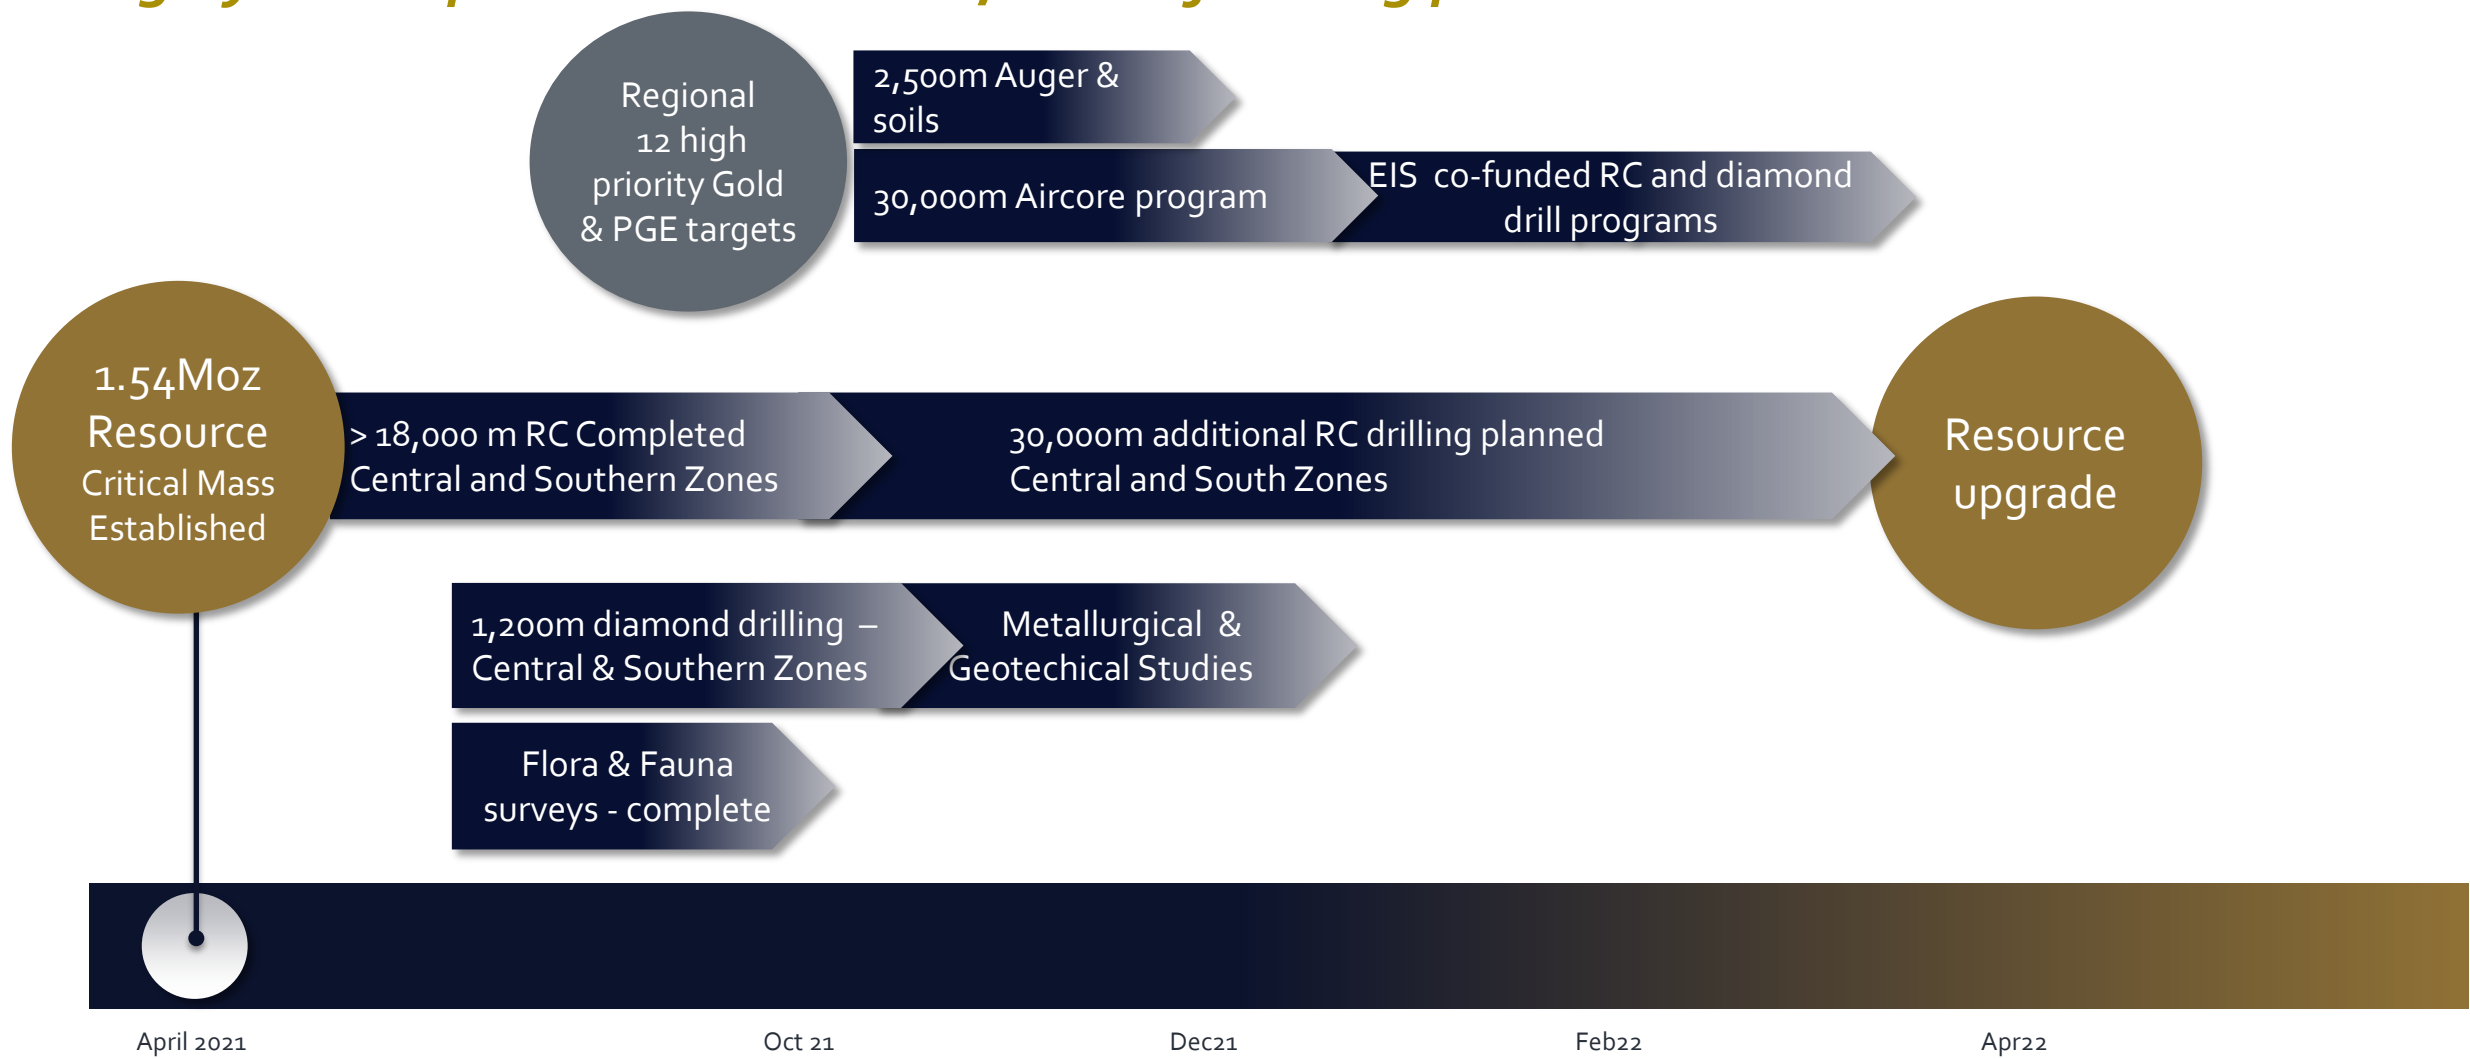 Regional
12 high
priority Gold
& PGE targets
2,500m Auger &
soils
30,000m Aircore program
EIS co-funded RC and diamond
drill programs
1.54Moz
Resource
Critical Mass
Established
> 18,000 m RC Completed
Central and Southern Zones
30,000m additional RC drilling planned
Central and South Zones
Resource
upgrade
1,200m diamond drilling –
Central & Southern Zones
Metallurgical &
Geotechical Studies
Flora & Fauna
surveys - complete
April 2021
Oct 21
Dec21
Feb22
Apr22